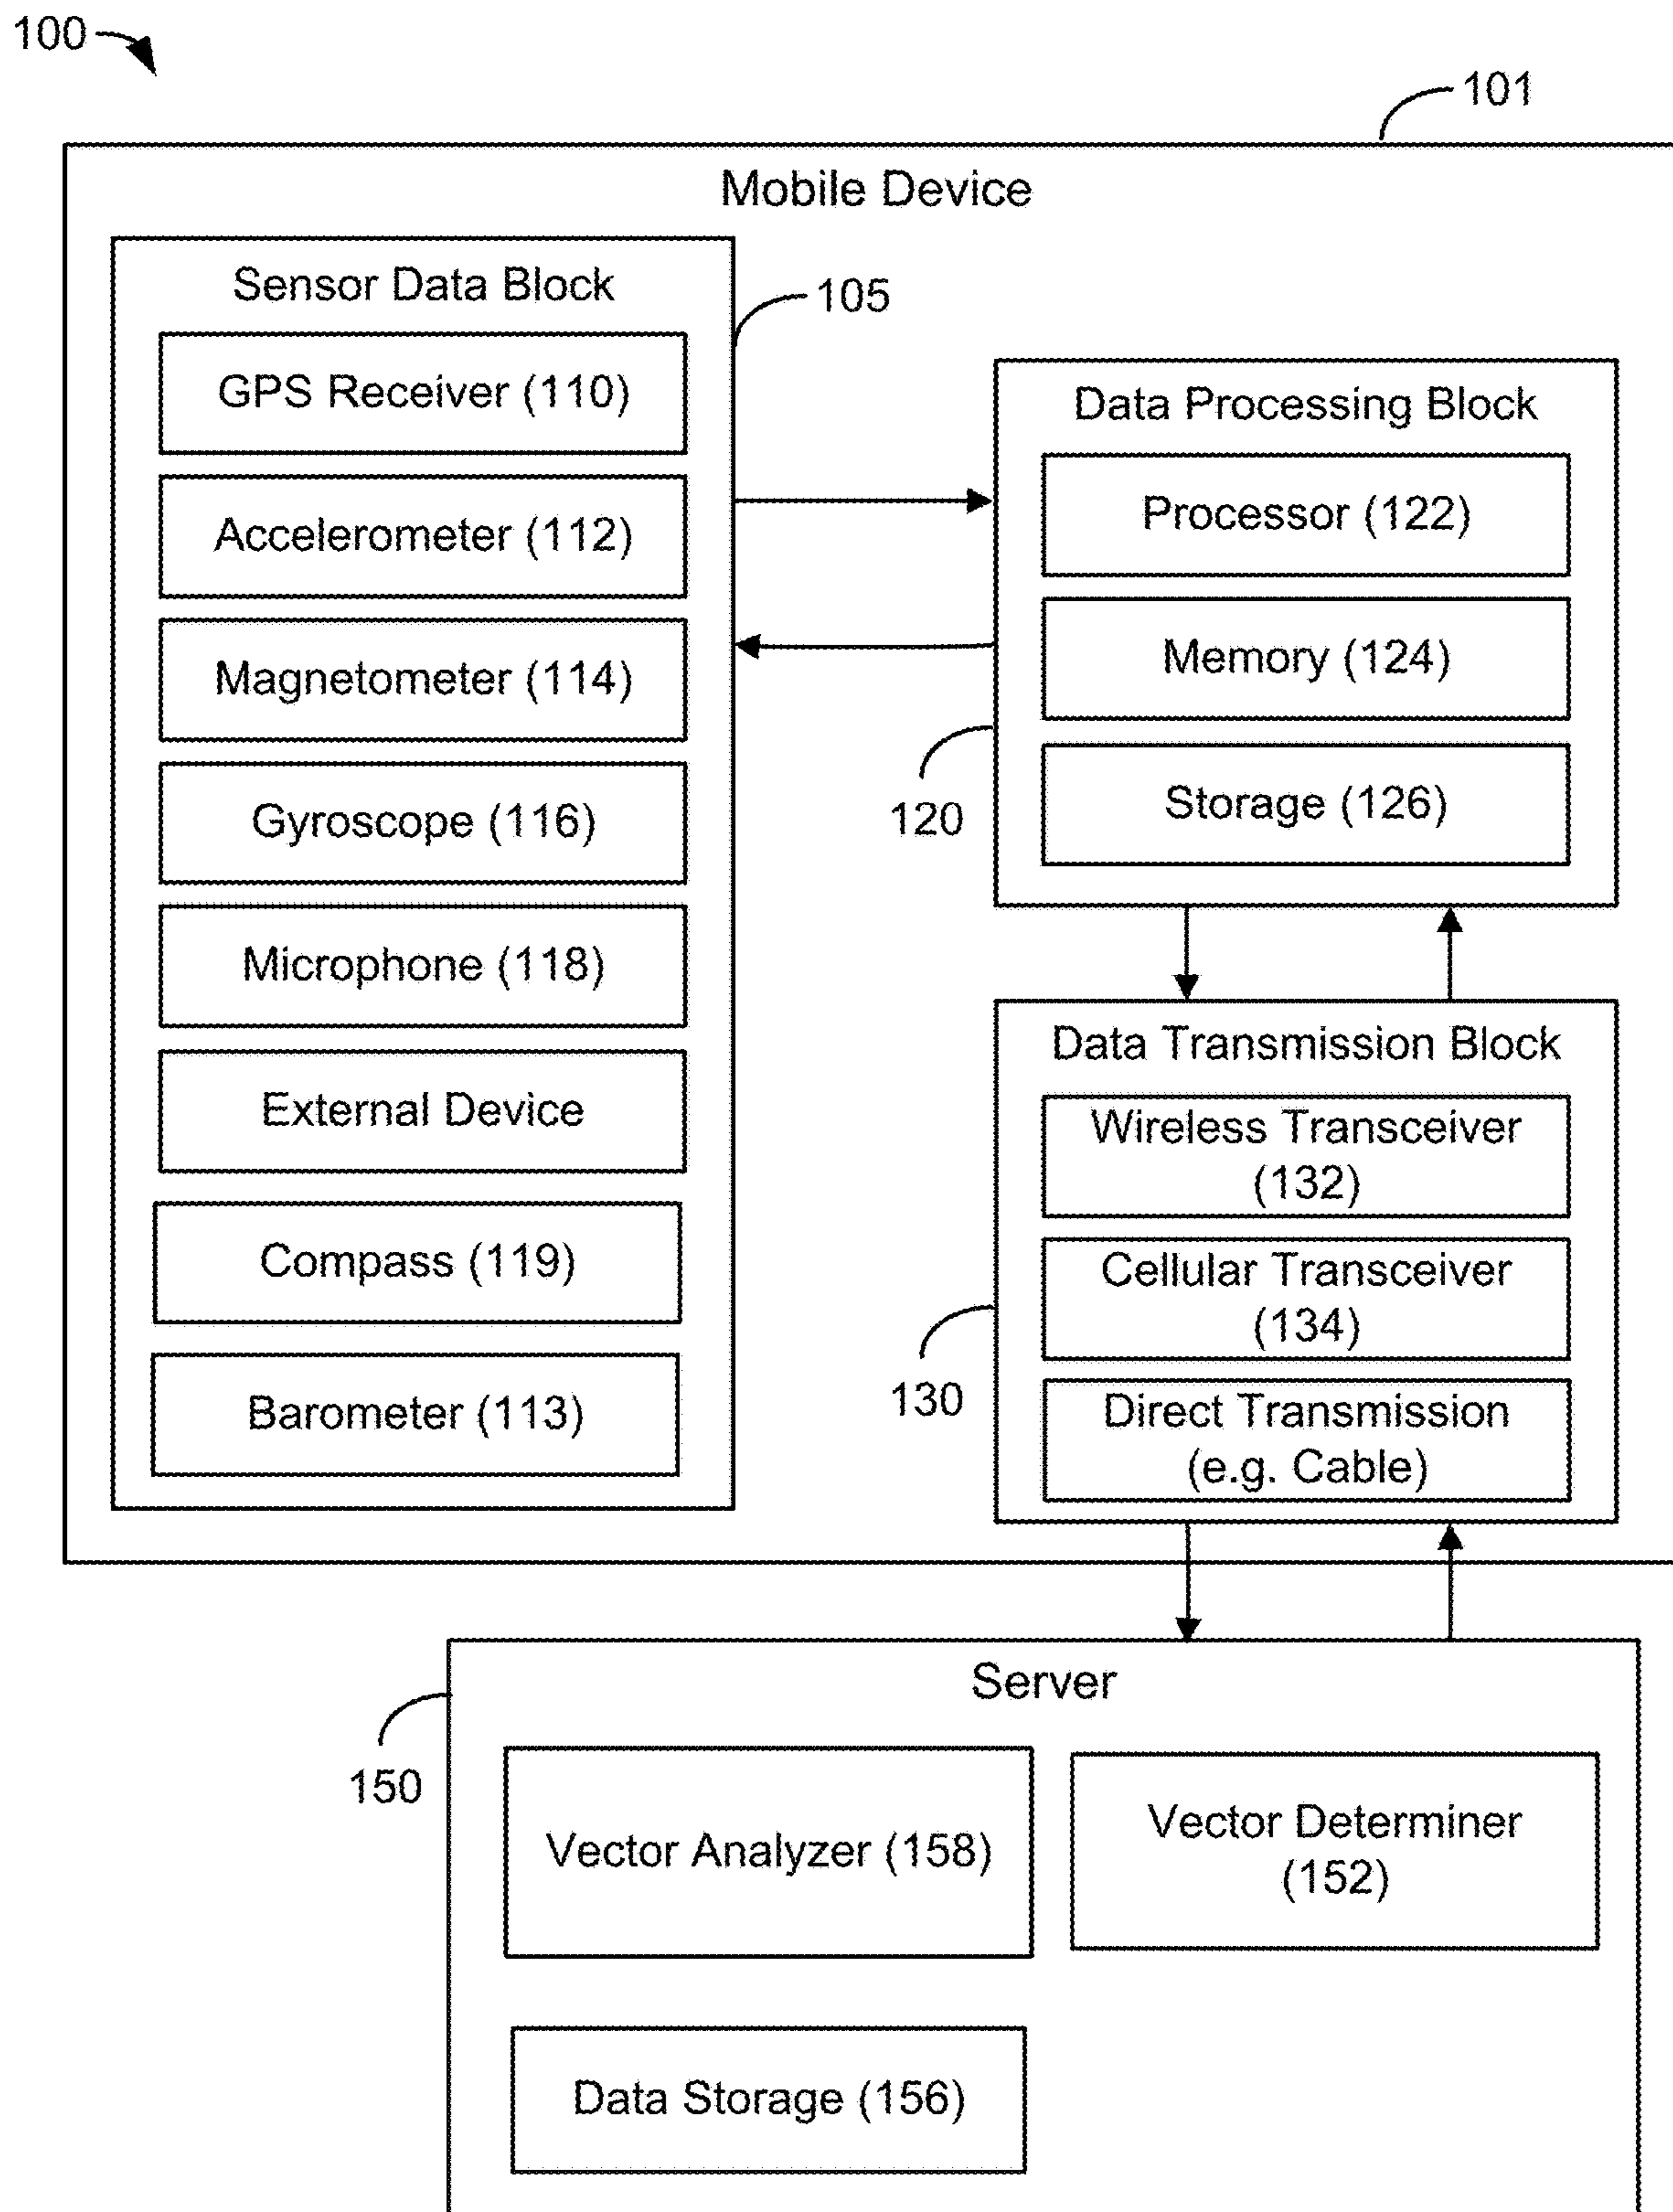 100
101
Mobile Device
Sensor Data Block
105
GPS Receiver (110)
Accelerometer (112)
Magnetometer (114)
Gyroscope (116)
Microphone (118)
External Device
Compass (119)
Barometer (113)
Data Processing Block
Processor (122)
Memory (124)
Storage (126)
120
Data Transmission Block
Wireless Transceiver
(132)
Cellular Transceiver
(134)
Direct Transmission
(e.g. Cable)
130
Server
150
Vector Analyzer (158)
Vector Determiner
(152)
Data Storage (156)